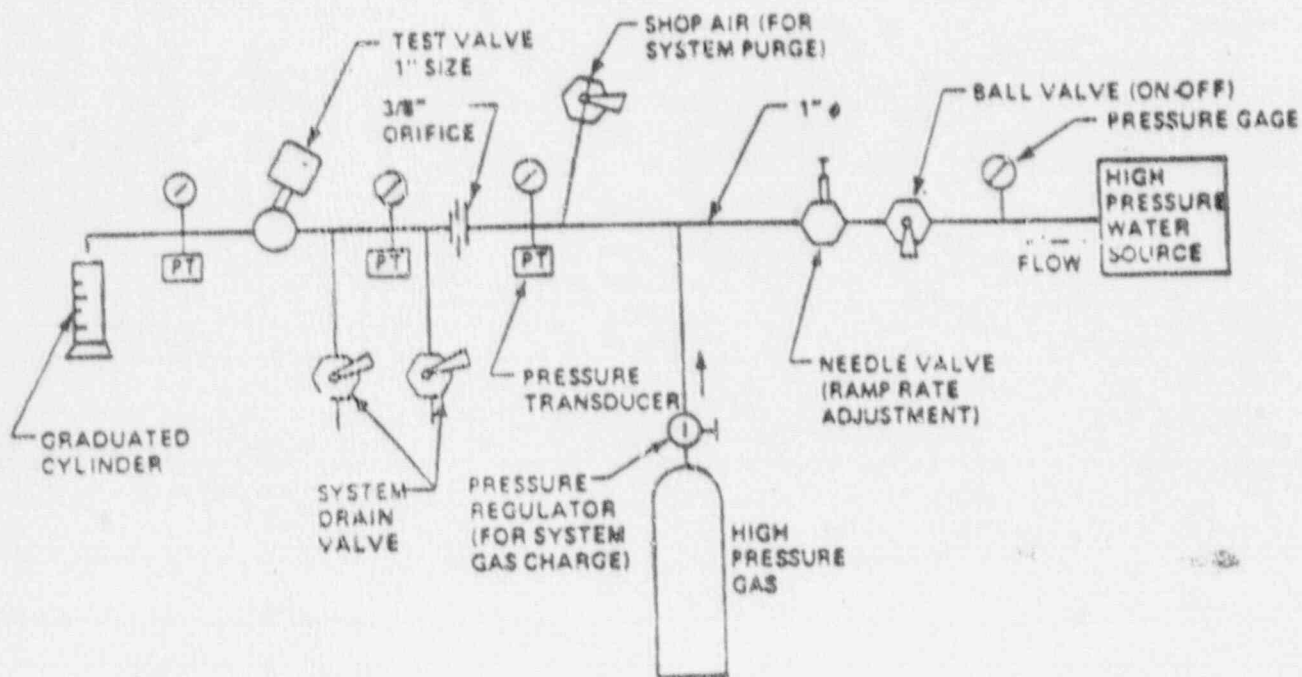 SHOP AIR (FOR
SYSTEM PURGE)
TEST VALVE
1" SIZE
3/8"
ORIFICE
1" ø
BALL VALVE (ON-OFF)
PRESSURE GAGE
HIGH
PRESSURE
WATER
SOURCE
FLOW
PT
PT
PT
GRADUATED
CYLINDER
SYSTEM
DRAIN
VALVE
PRESSURE
TRANSDUCER
PRESSURE
REGULATOR
(FOR SYSTEM
GAS CHARGE)
HIGH
PRESSURE
GAS
NEEDLE VALVE
(RAMP RATE
ADJUSTMENT)